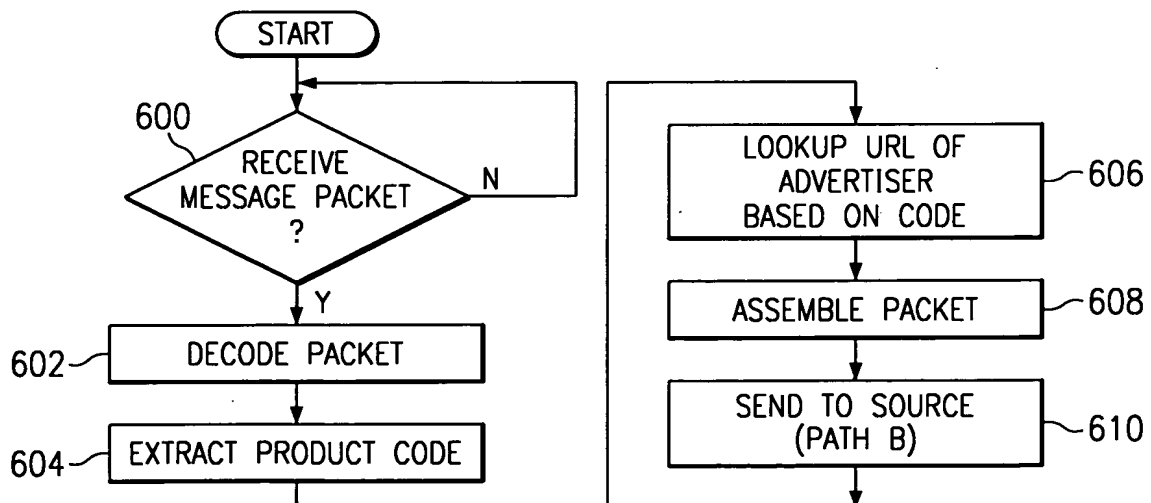 START
600
RECEIVE
MESSAGE PACKET
?
N
Y
602
DECODE PACKET
604
EXTRACT PRODUCT CODE
LOOKUP URL OF
ADVERTISER
BASED ON CODE
606
ASSEMBLE PACKET
608
SEND TO SOURCE
(PATH B)
610